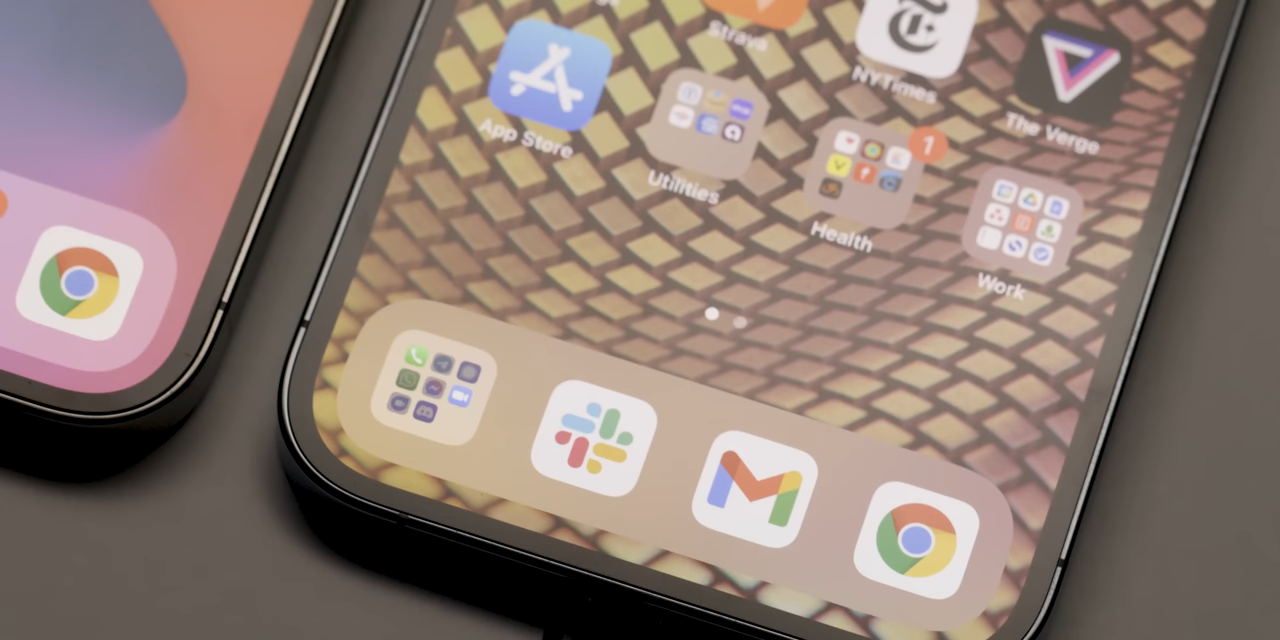 Strava
NYTimes
The Verge
App Store
Utilities
1
Health
Work